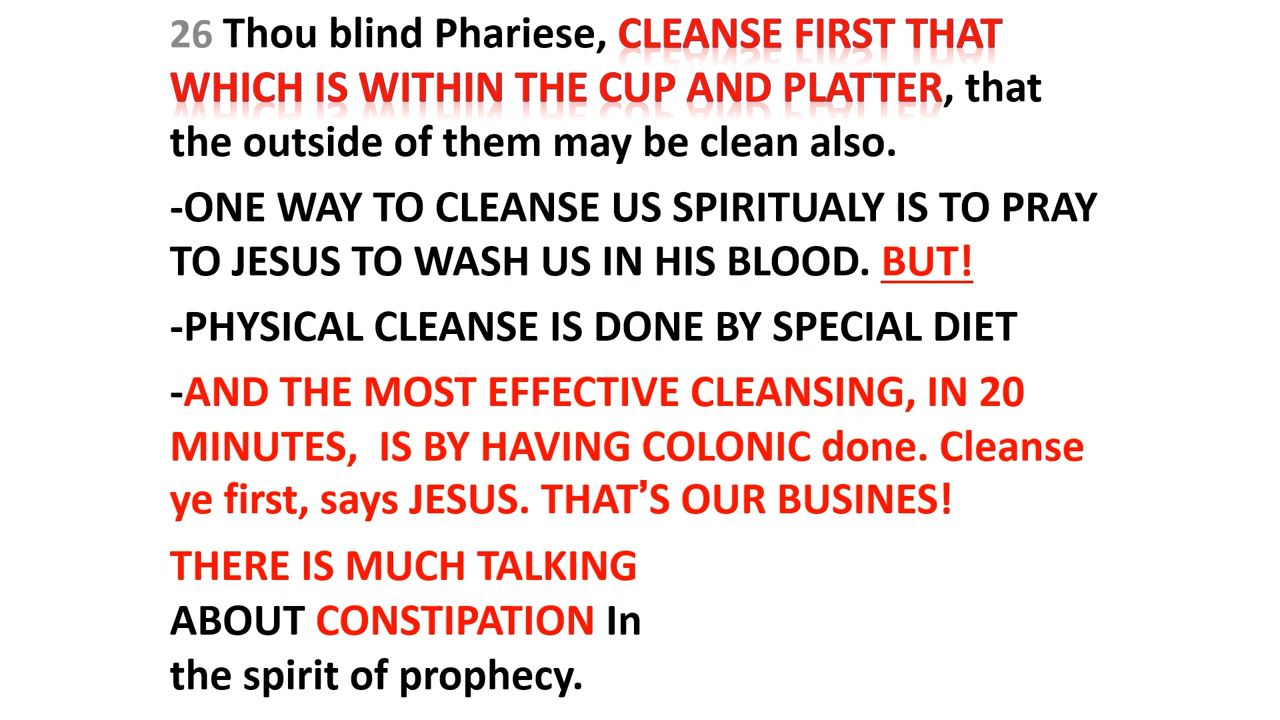 26 Thou blind Phariese, CLEANSE FIRST THAT
WHICH IS WITHIN THE CUP AND PLATTER, that
the outside of them may be clean also.
-ONE WAY TO CLEANSE US SPIRITUALY IS TO PRAY
TO JESUS TO WASH US IN HIS BLOOD. BUT!
-PHYSICAL CLEANSE IS DONE BY SPECIAL DIET
-AND THE MOST EFFECTIVE CLEANSING, IN 20
MINUTES,  IS BY HAVING COLONIC done. Cleanse
ye first, says JESUS. THAT’S OUR BUSINES!
THERE IS MUCH TALKING
ABOUT CONSTIPATION In
the spirit of prophecy.